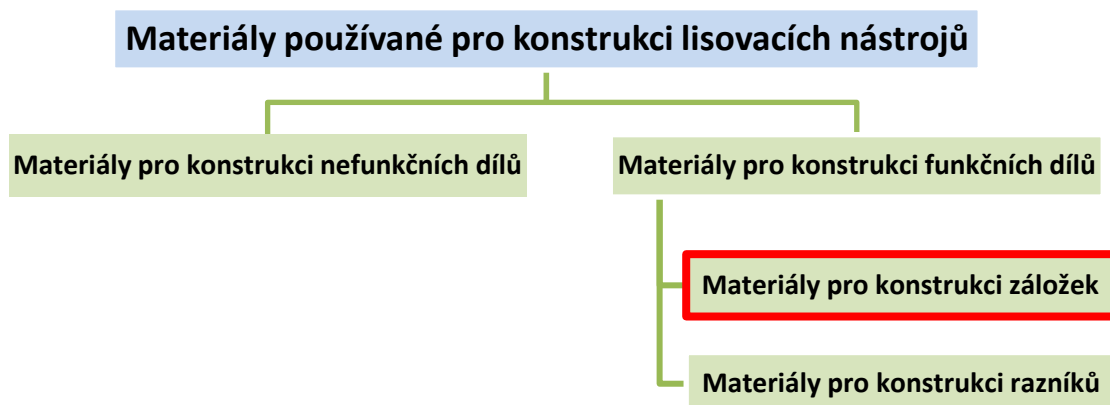 Materiály používané pro konstrukci lisovacích nástrojů
Materiály pro konstrukci nefunkčních dílů
Materiály pro konstrukci funkčních dílů
Materiály pro konstrukci záložek
Materiály pro konstrukci razníků